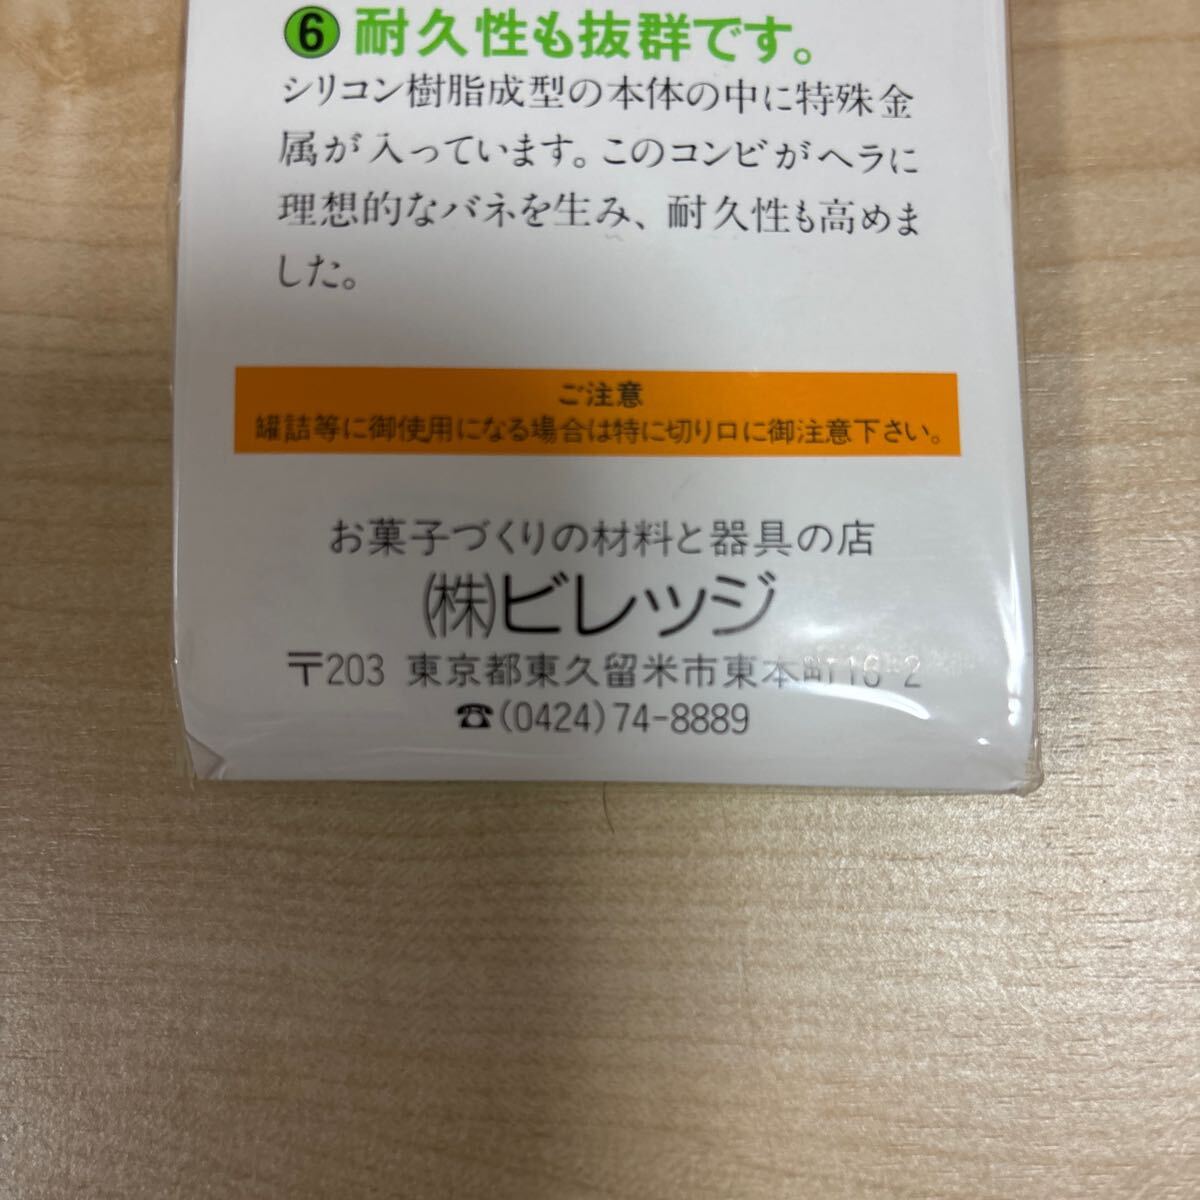 ❻耐久性も抜群です。
シリコン樹脂成型の本体の中に特殊金
属が入っています。このコンビがヘラに
理想的なバネを生み、耐久性も高めま
した。
ご注意
罐詰等に御使用になる場合は特に切り口に御注意下さい。
お菓子づくりの材料と器具の店
㈱ビレッジ
〒203 東京都東久留米市東本町16-2
☎(0424)74-8889